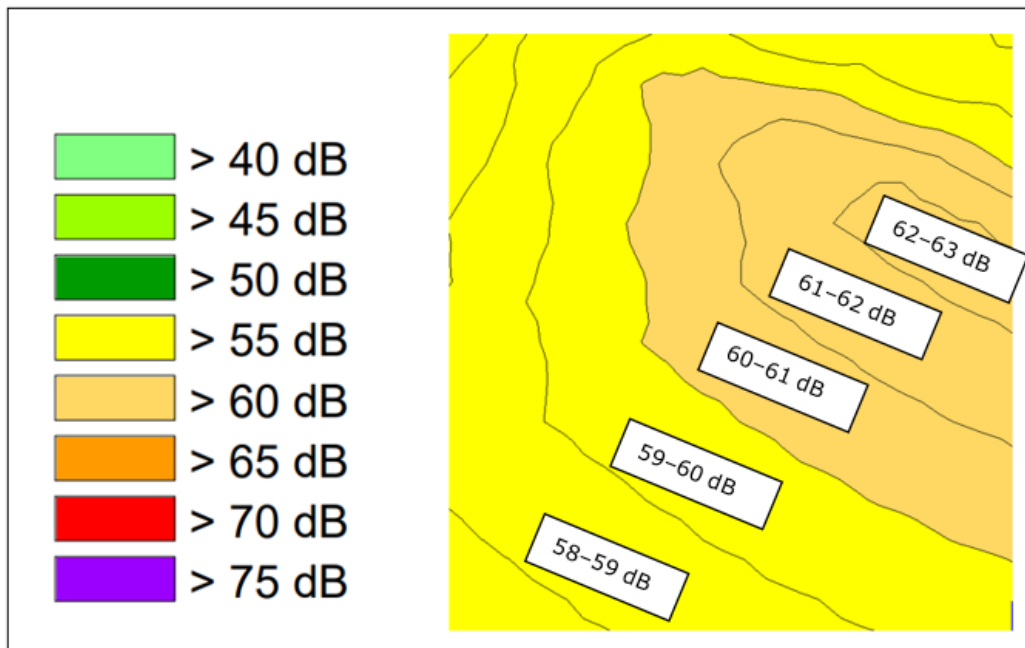 > 40 dB
> 45 dB
> 50 dB
> 55 dB
> 60 dB
> 65 dB
> 70 dB
> 75 dB
62–63 dB
61–62 dB
60–61 dB
59–60 dB
58–59 dB